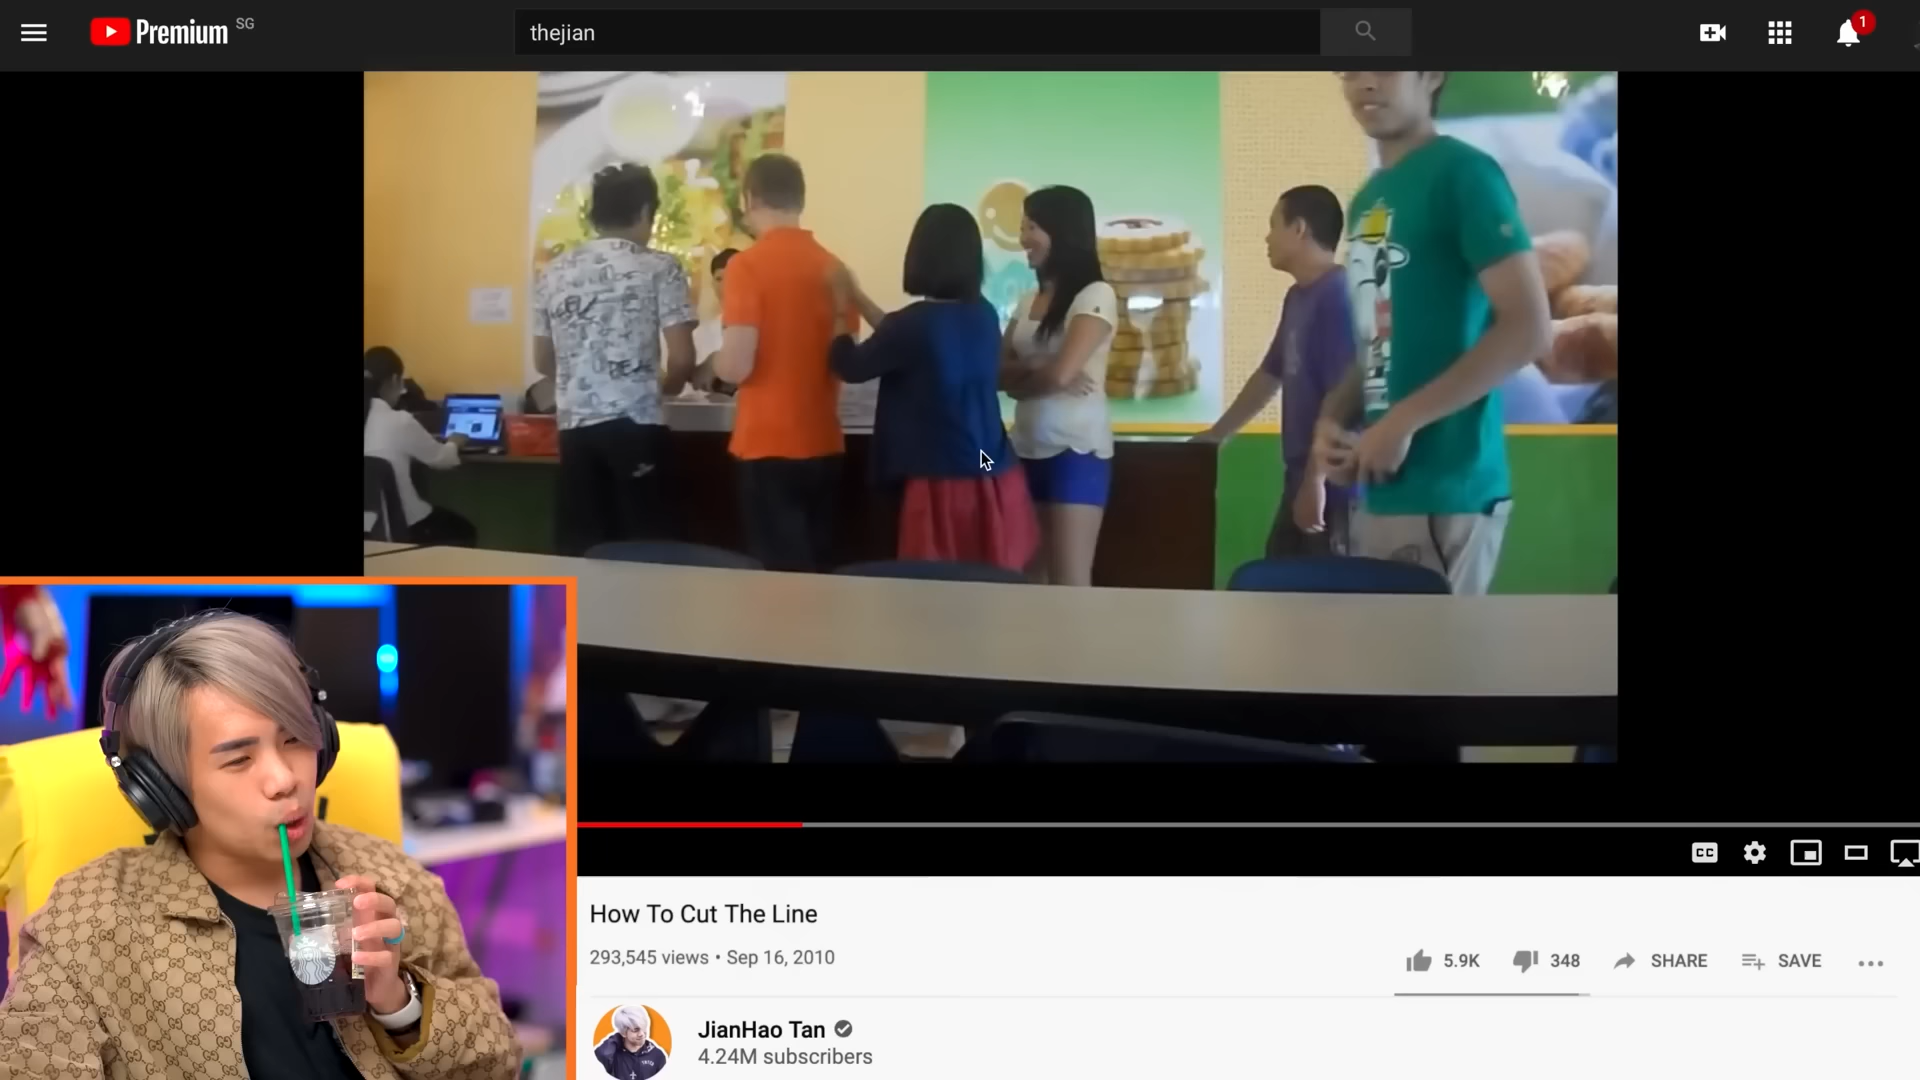 Premium SG
thejian
1
CC
How To Cut The Line
293,545 views • Sep 16, 2010
5.9K
348
SHARE
SAVE
JianHao Tan
4.24M subscribers